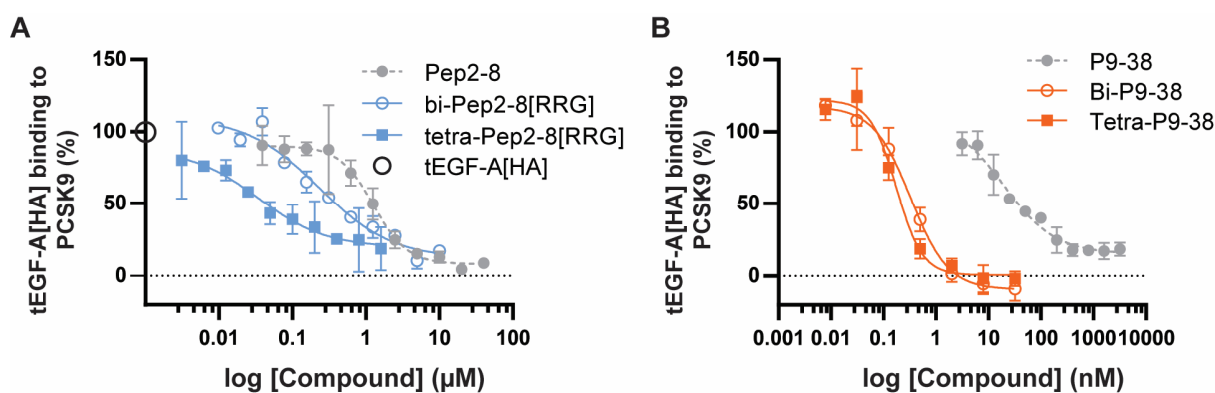 A
tEGF-A[HA] binding to
PCSK9 (%)
150
100
50
0
0.01
0.1
1
10
100
log [Compound] (µM)
Pep2-8
bi-Pep2-8[RRG]
tetra-Pep2-8[RRG]
tEGF-A[HA]
B
tEGF-A[HA] binding to
PCSK9 (%)
150
100
50
0
0.001
0.01
0.1
1
10
100
1000
10000
log [Compound] (nM)
P9-38
Bi-P9-38
Tetra-P9-38